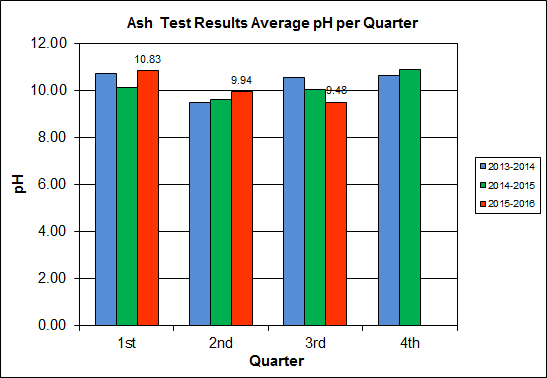 Ash  Test Results Average pH per Quarter
12.00
10.00
8.00
6.00
4.00
2.00
0.00
pH
10.83
9.94
9.48
1st
2nd
3rd
4th
Quarter
2013-2014
2014-2015
2015-2016